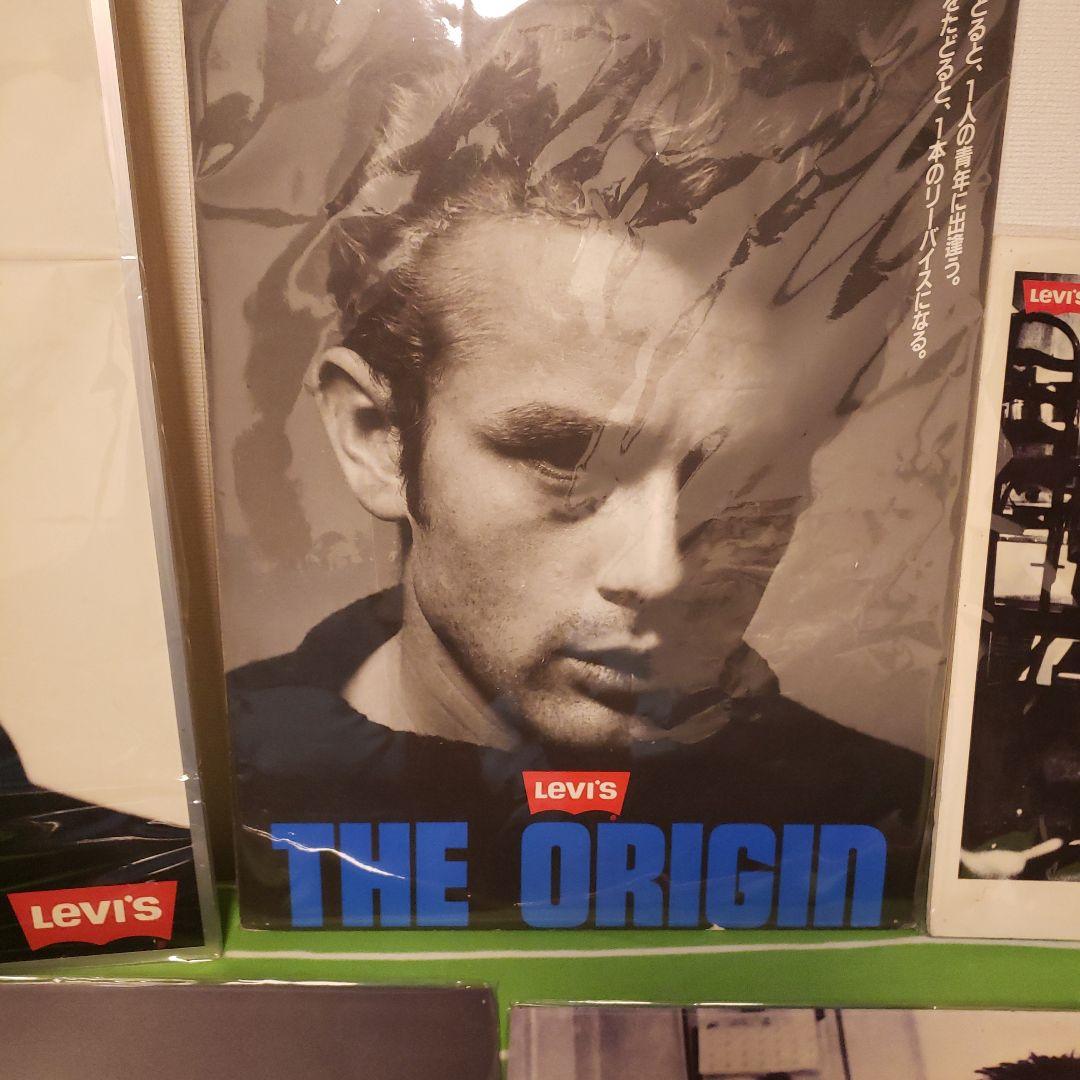 どると、1人の青年に出逢う。
たどると、1本のリーバイスになる。
Levi's
Levi's
THE ORIGIN
Levi's